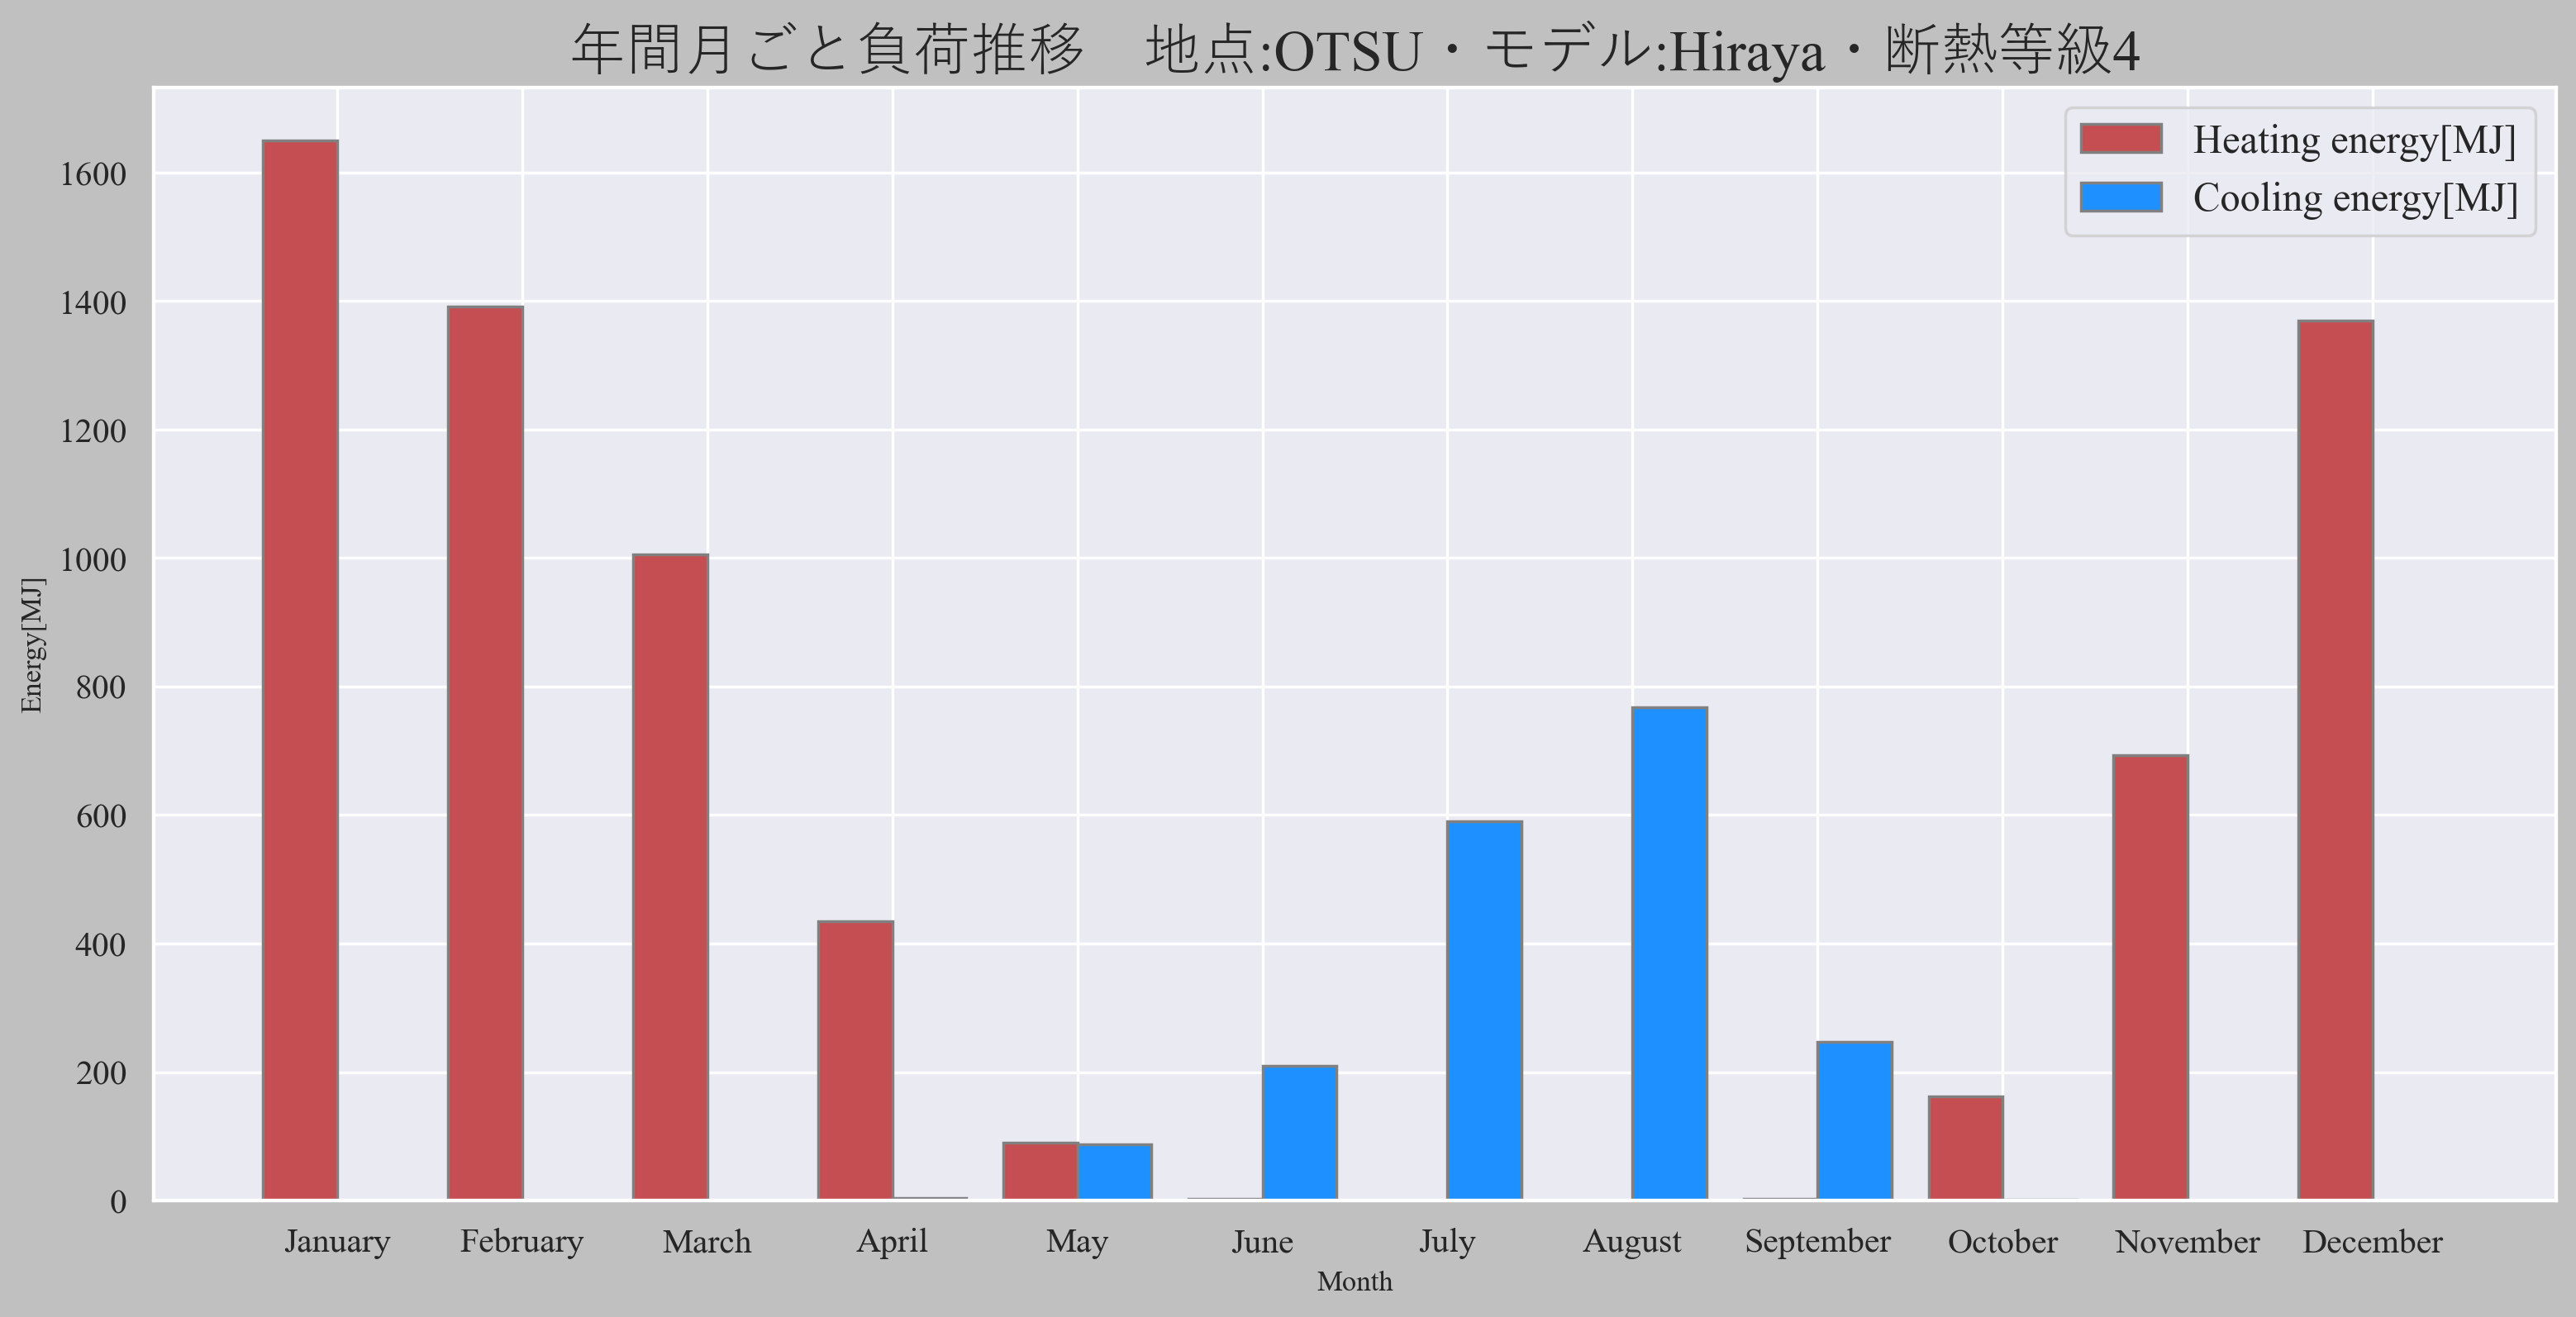 年間月ごと負荷推移　地点:OTSU・モデル:Hiraya・断熱等級4
Heating energy[MJ]
Cooling energy[MJ]
Energy[MJ]
1600
1400
1200
1000
800
600
400
200
0
January February March April May June July August September October November December
Month